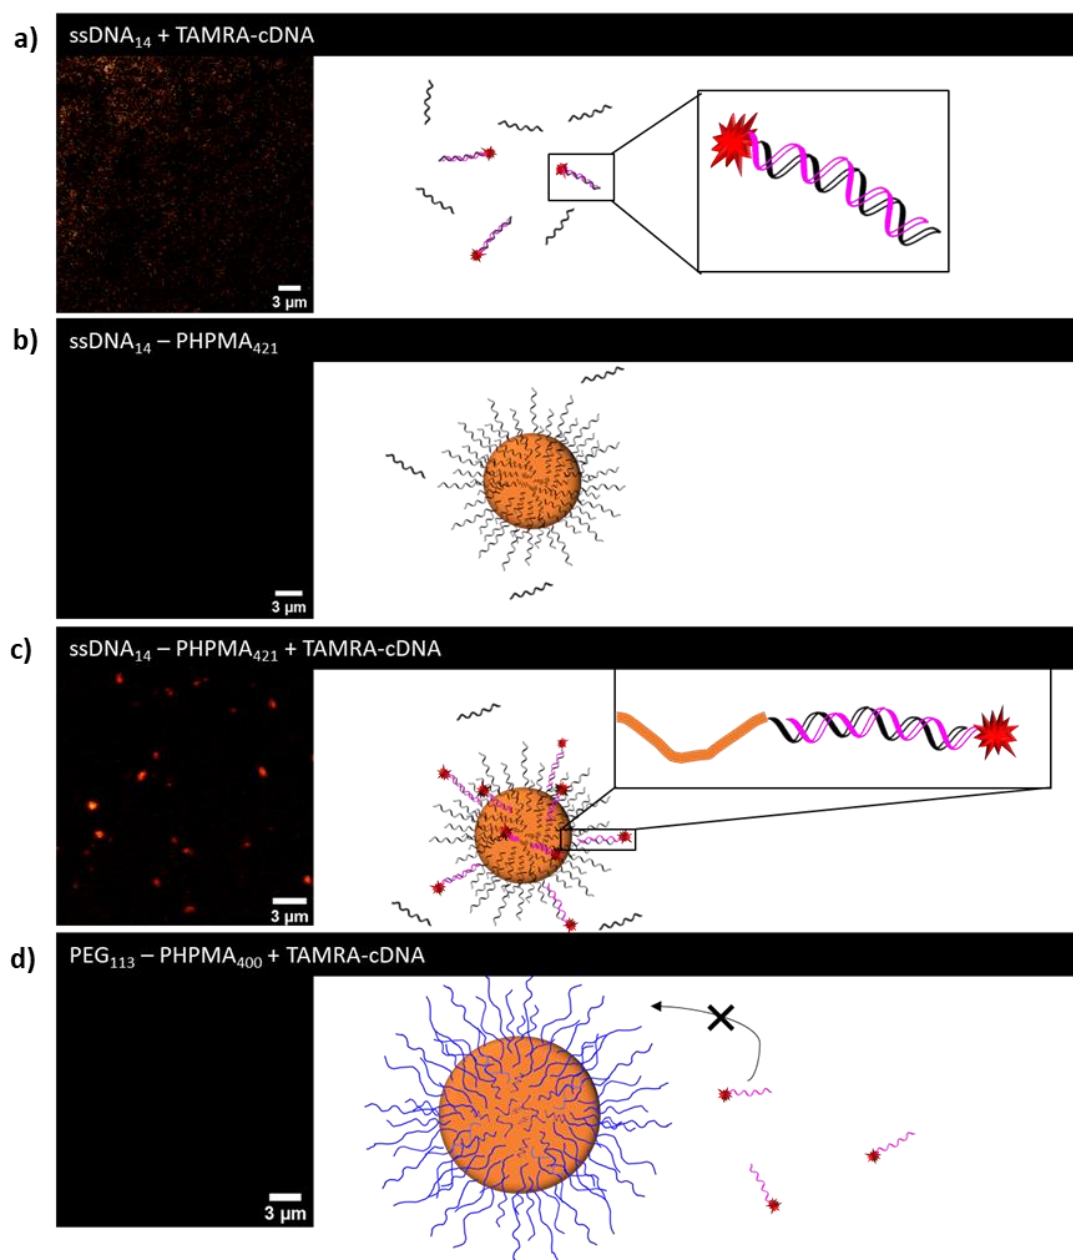 a)
ssDNA₁₄ + TAMRA-cDNA
3 µm
b)
ssDNA₁₄ – PHPMA₄₂₁
3 µm
c)
ssDNA₁₄ – PHPMA₄₂₁ + TAMRA-cDNA
3 µm
d)
PEG₁₁₃ – PHPMA₄₀₀ + TAMRA-cDNA
3 µm